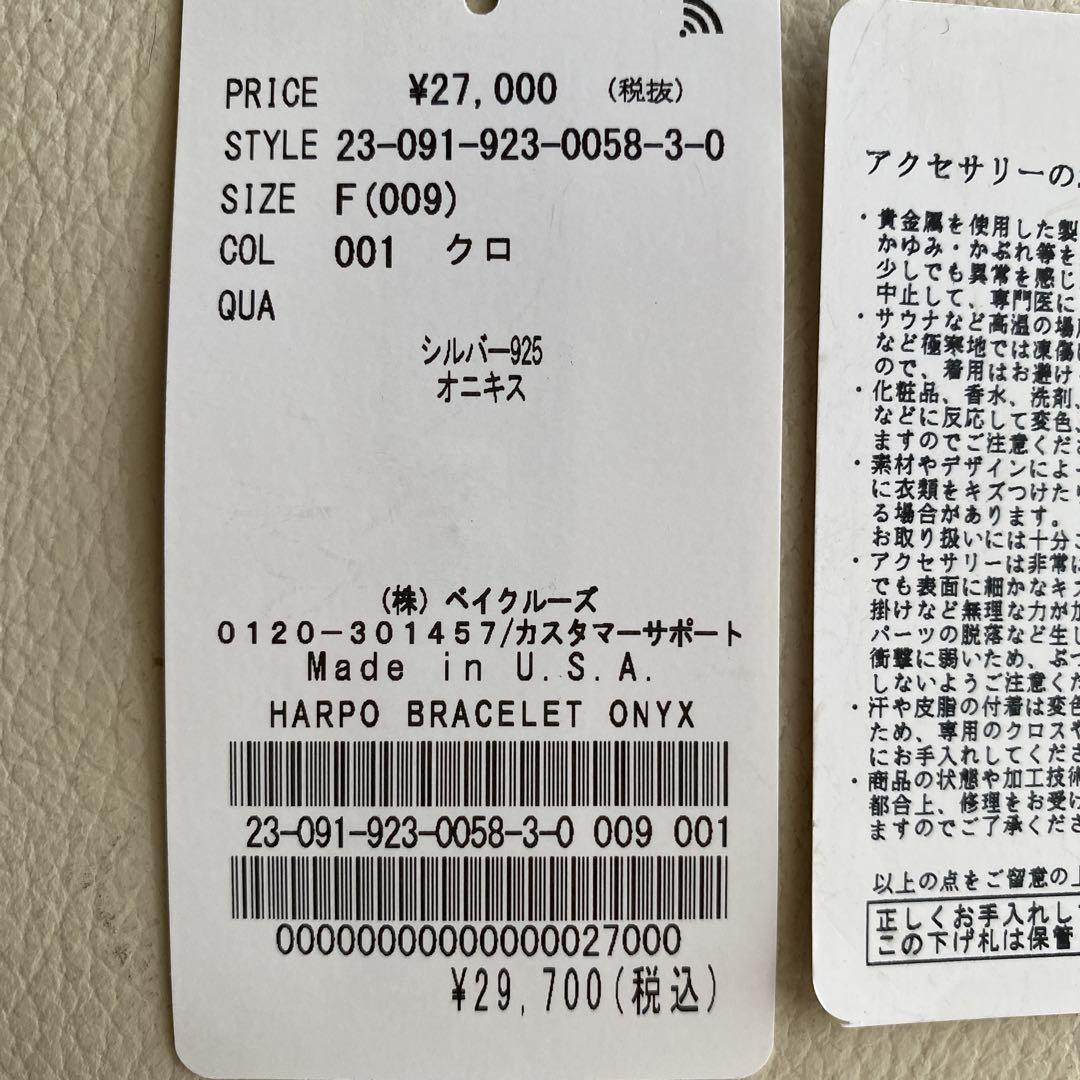 PRICE ¥27,000 (税抜)
STYLE 23-091-923-0058-3-0
SIZE F(009)
COL 001 クロ
QUA
シルバー925
オニキス
(株) ベイクルーズ
0120-301457/カスタマーサポート
Made in U.S.A.
HARPO BRACELET ONYX
23-091-923-0058-3-0 009 001
00000000000000027000
¥29,700(税込)
アクセサリーの
・貴金属を使用した製
かゆみ・かぶれ等を
少しでも異常を感じ
中止して、専門医に
・サウナなど高温の場
など極寒地では凍傷
ので、着用はお避け
・化粧品、香水、洗剤、
などに反応して変色、
ますのでご注意くだ
・素材やデザインによ
に衣類をキズつけた
る場合があります。
お取り扱いには十分
・アクセサリーは非常に
でも表面に細かなキズ
掛けなど無理な力が加
パーツの脱落など生じ
衝撃に弱いため、ぶつ
しないようご注意くだ
・汗や皮脂の付着は変色
ため、専用のクロスや
にお手入れしてくださ
・商品の状態や加工技術
都合上、修理をお受け
ますのでご了承くださ
以上の点をご留意の上
正しくお手入れして
この下げ札は保管